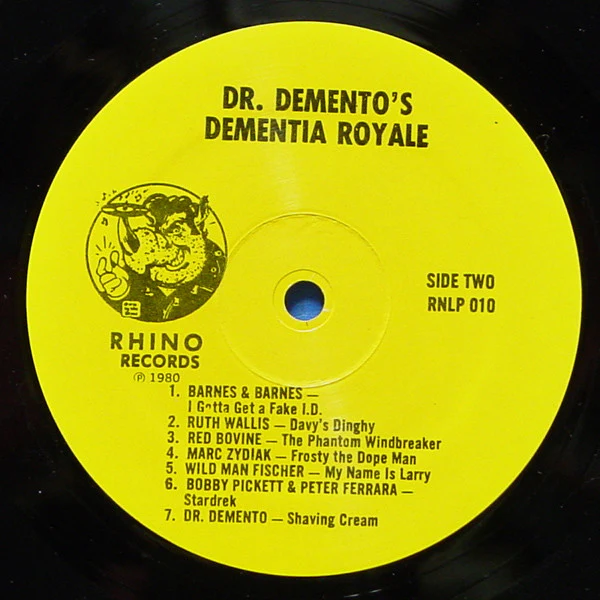 DR. DEMENTO'S
DEMENTIA ROYALE
SIDE TWO
RNLP 010
RHINO
RECORDS
℗ 1980
1. BARNES & BARNES —
I Gotta Get a Fake I.D.
2. RUTH WALLIS — Davy's Dinghy
3. RED BOVINE — The Phantom Windbreaker
4. MARC ZYDIAK — Frosty the Dope Man
5. WILD MAN FISCHER — My Name Is Larry
6. BOBBY PICKETT & PETER FERRARA —
Stardrek
7. DR. DEMENTO — Shaving Cream